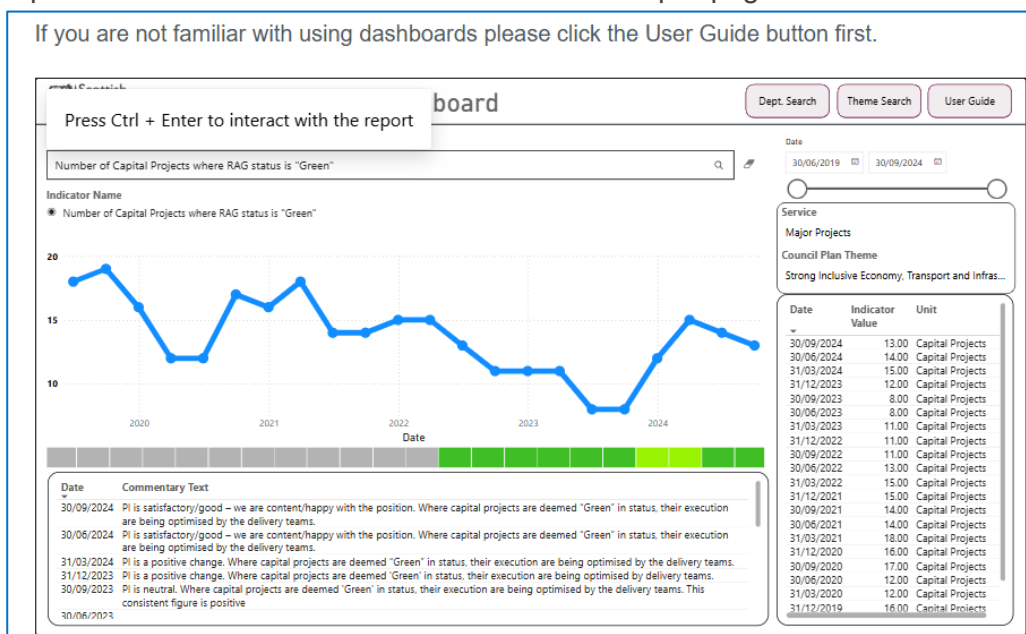 If you are not familiar with using dashboards please click the User Guide button first.
Scottish
board
Press Ctrl + Enter to interact with the report
Dept. Search
Theme Search
User Guide
Number of Capital Projects where RAG status is "Green"
Date
30/06/2019
30/09/2024
Indicator Name
Number of Capital Projects where RAG status is "Green"
Service
Major Projects
Council Plan Theme
Strong Inclusive Economy, Transport and Infras...
20
15
10
2020 2021 2022 2023 2024
Date
Date Indicator Value Unit
30/09/2024 13.00 Capital Projects
30/06/2024 14.00 Capital Projects
31/03/2024 15.00 Capital Projects
31/12/2023 12.00 Capital Projects
30/09/2023 8.00 Capital Projects
30/06/2023 8.00 Capital Projects
31/03/2023 11.00 Capital Projects
31/12/2022 11.00 Capital Projects
30/09/2022 11.00 Capital Projects
30/06/2022 13.00 Capital Projects
31/03/2022 15.00 Capital Projects
31/12/2021 15.00 Capital Projects
30/09/2021 14.00 Capital Projects
30/06/2021 14.00 Capital Projects
31/03/2021 18.00 Capital Projects
31/12/2020 16.00 Capital Projects
30/09/2020 17.00 Capital Projects
30/06/2020 12.00 Capital Projects
31/03/2020 12.00 Capital Projects
31/12/2019 16.00 Capital Projects
Date Commentary Text
30/09/2024 PI is satisfactory/good – we are content/happy with the position. Where capital projects are deemed "Green" in status, their execution
are being optimised by the delivery teams.
30/06/2024 PI is satisfactory/good – we are content/happy with the position. Where capital projects are deemed "Green" in status, their execution
are being optimised by the delivery teams.
31/03/2024 PI is a positive change. Where capital projects are deemed "Green" in status, their execution are being optimised by delivery teams.
31/12/2023 PI is a positive change. Where capital projects are deemed 'Green' in status, their execution are being optimised by delivery teams.
30/09/2023 PI is neutral. Where capital projects are deemed 'Green' in status, their execution are being optimised by the delivery teams. This
consistent figure is positive
30/06/2023